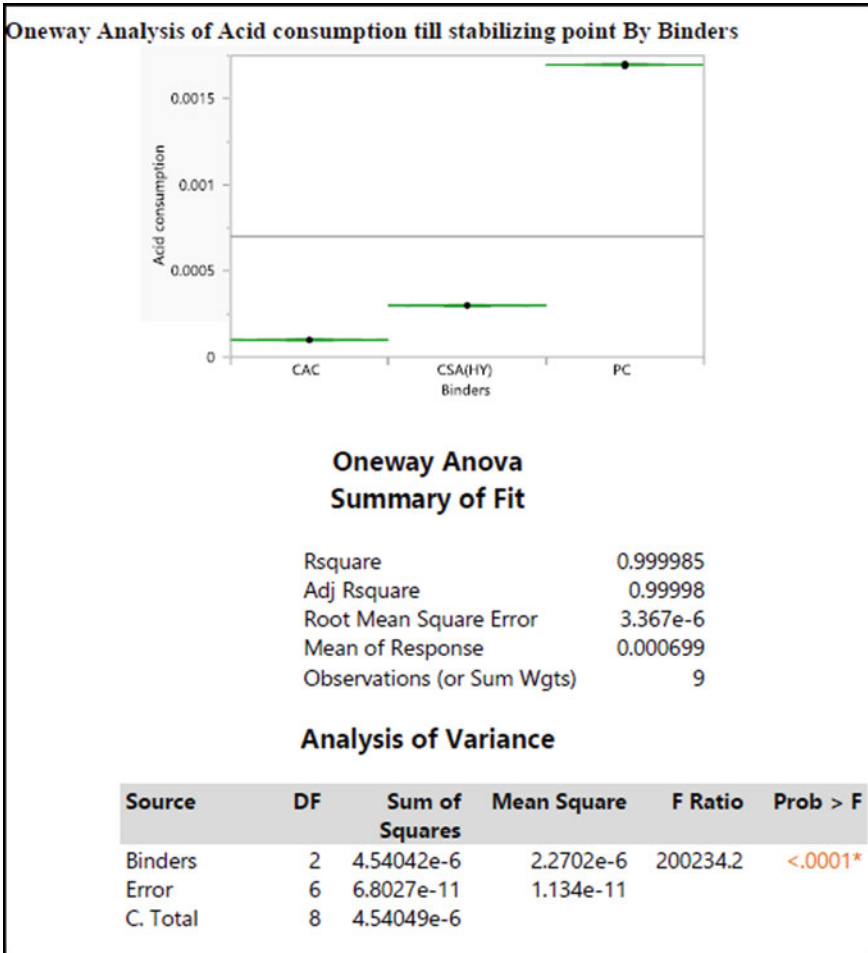 Oneway Analysis of Acid consumption till stabilizing point By Binders
Acid consumption
0.0015
0.001
0.0005
0
CAC CSA(HY) PC
Binders
Oneway Anova
Summary of Fit
Rsquare 0.999985
Adj Rsquare 0.99998
Root Mean Square Error 3.367e-6
Mean of Response 0.000699
Observations (or Sum Wgts) 9
Analysis of Variance
Source DF Sum of Mean Square F Ratio Prob > F
Squares
Binders 2 4.54042e-6 2.2702e-6 200234.2 <.0001*
Error 6 6.8027e-11 1.134e-11
C. Total 8 4.54049e-6